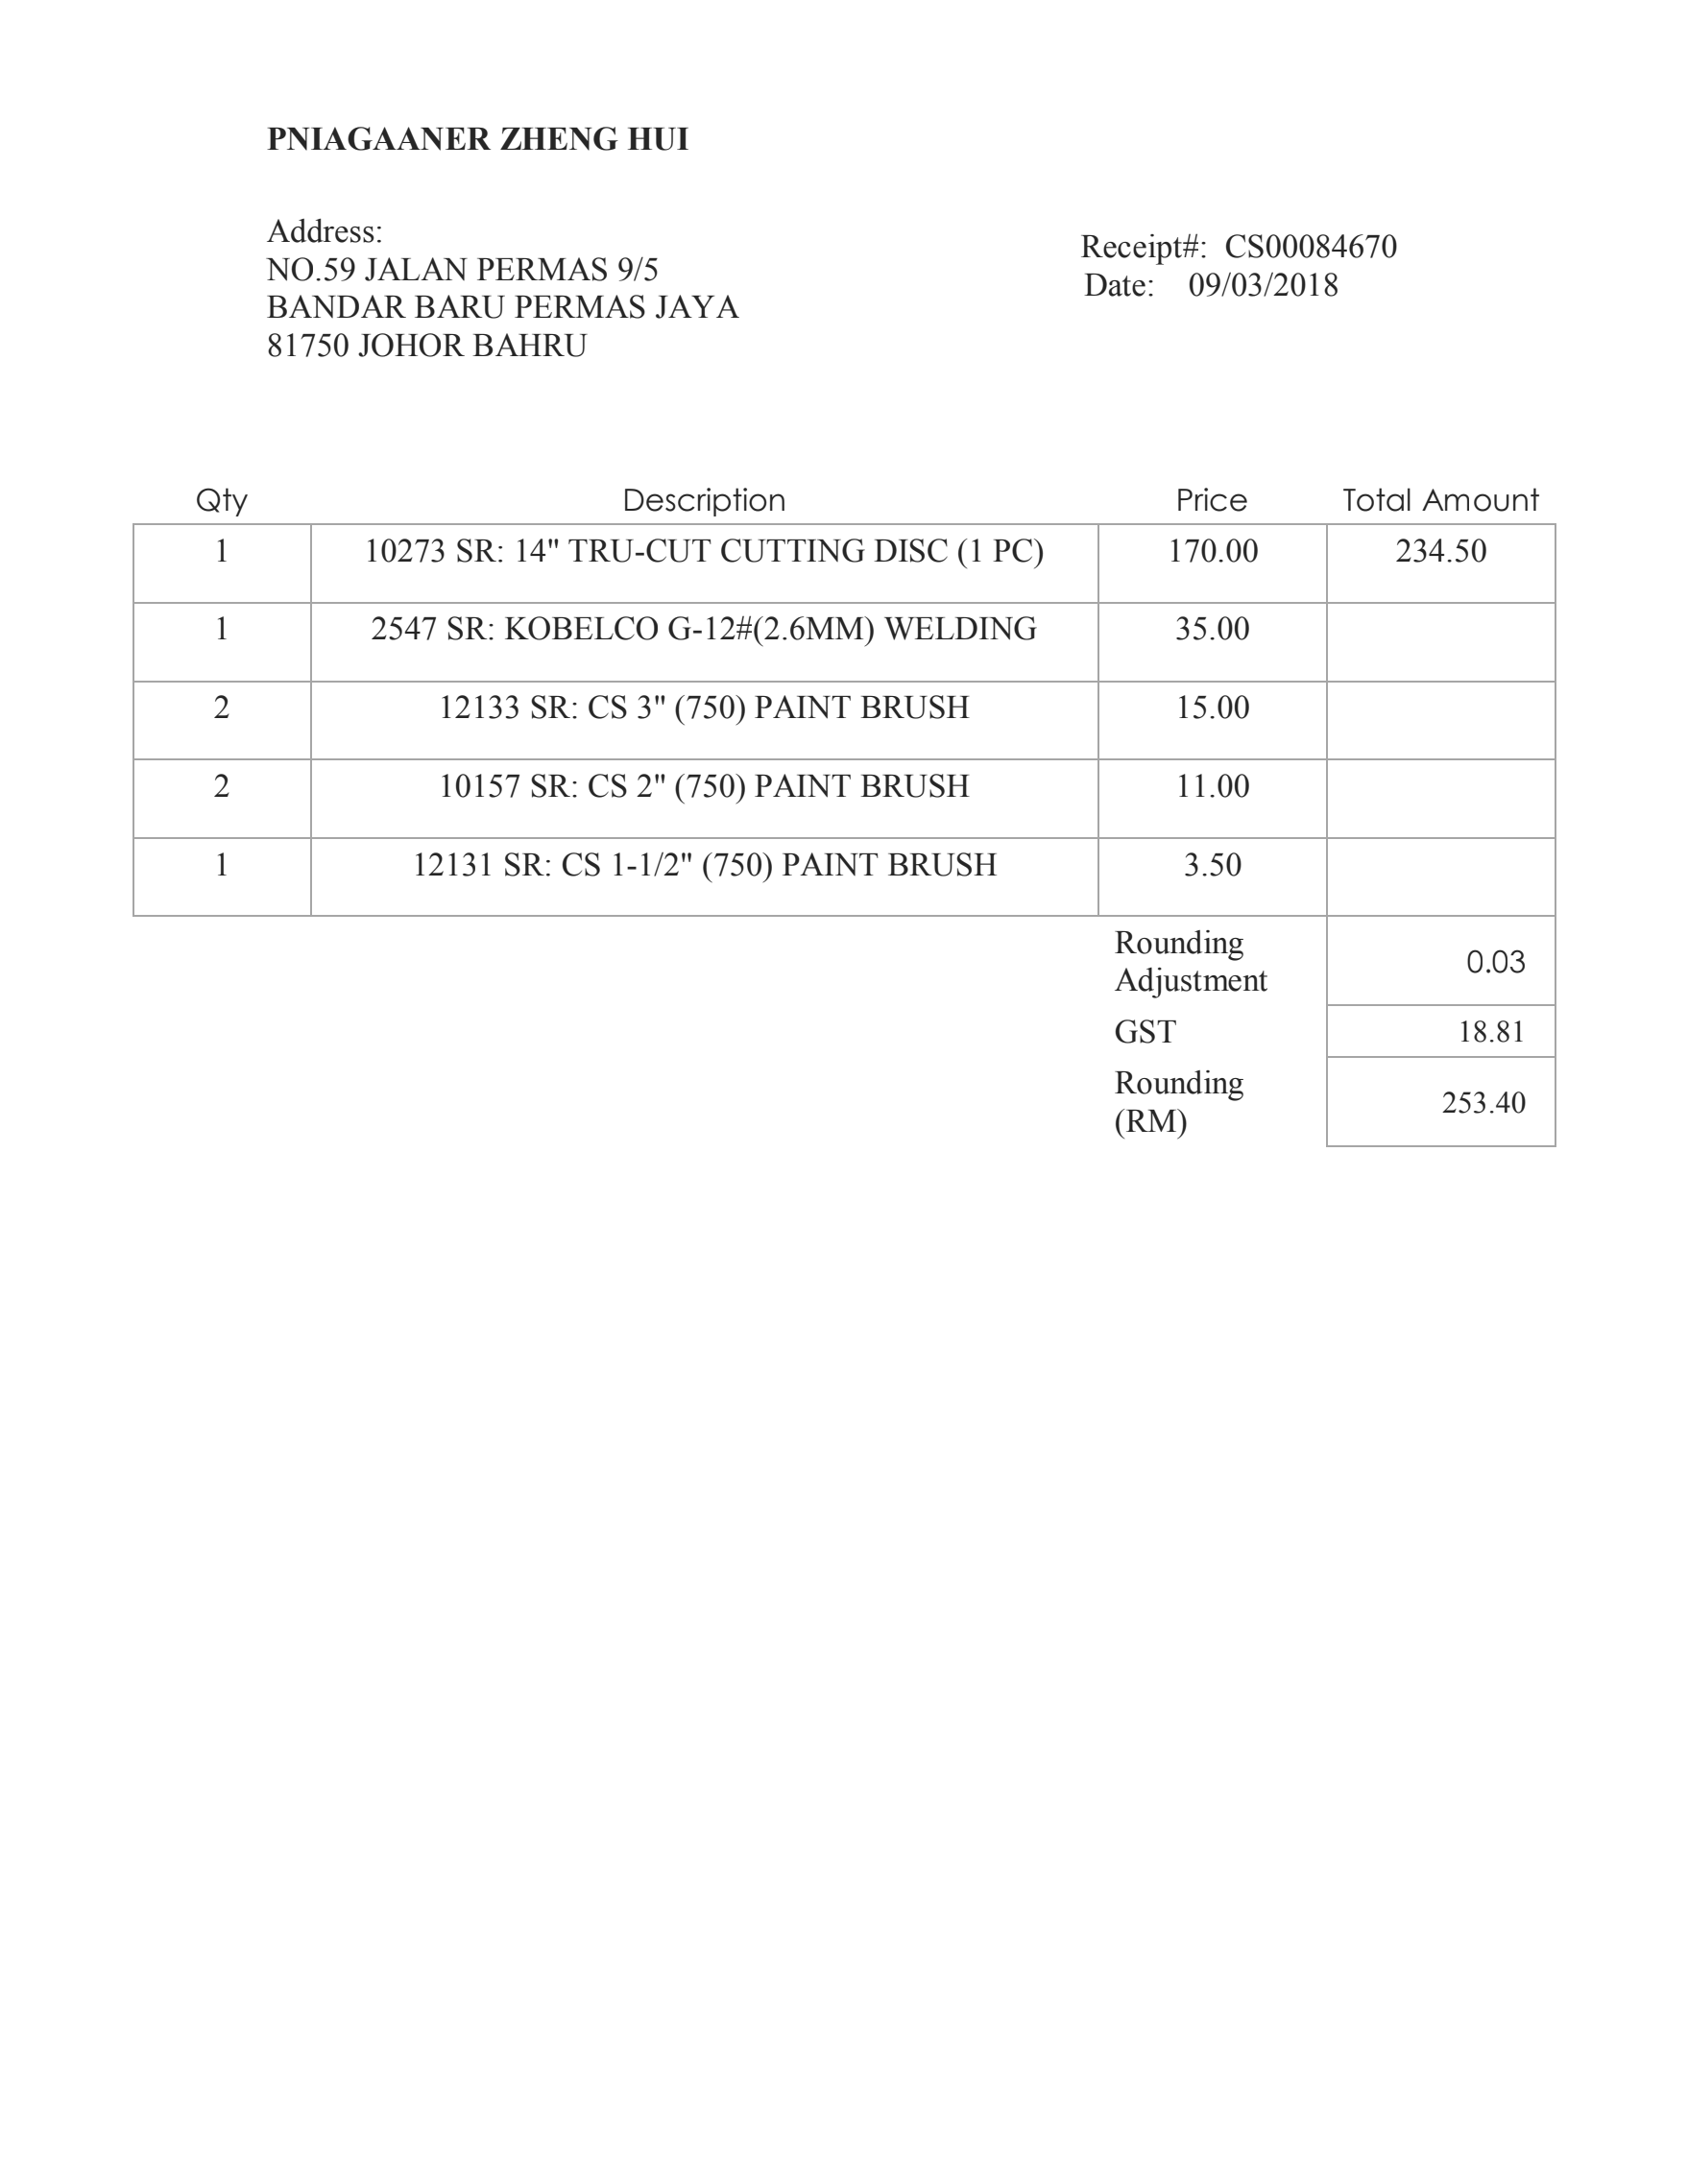 PNIAGAANER ZHENG HUI
Address:
NO.59 JALAN PERMAS 9/5
BANDAR BARU PERMAS JAYA
81750 JOHOR BAHRU
Receipt#: CS00084670
Date: 09/03/2018
Qty Description Price Total Amount
1 10273 SR: 14" TRU-CUT CUTTING DISC (1 PC) 170.00 234.50
1 2547 SR: KOBELCO G-12#(2.6MM) WELDING 35.00
2 12133 SR: CS 3" (750) PAINT BRUSH 15.00
2 10157 SR: CS 2" (750) PAINT BRUSH 11.00
1 12131 SR: CS 1-1/2" (750) PAINT BRUSH 3.50
Rounding
Adjustment 0.03
GST 18.81
Rounding
(RM) 253.40